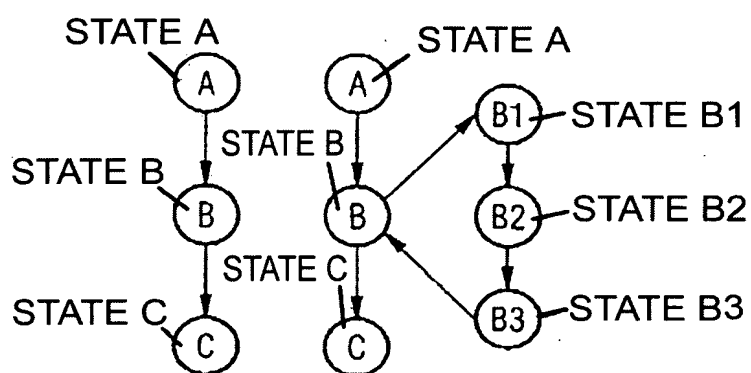 STATE A
A
STATE B
B
STATE C
C
STATE A
A
STATE B
B
STATE C
C
B1
STATE B1
B2
STATE B2
B3
STATE B3